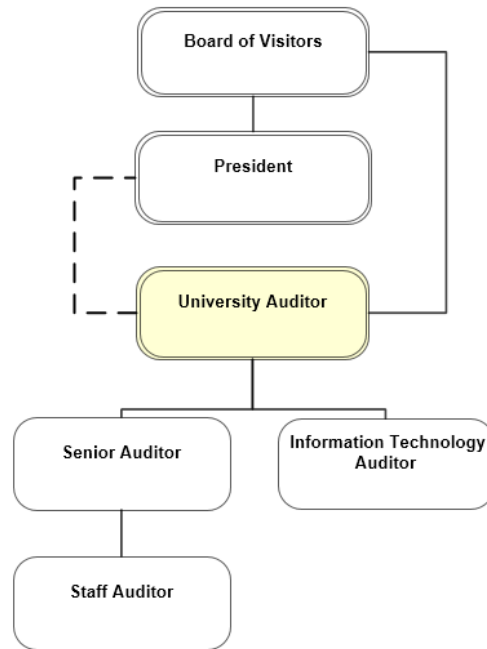 Board of Visitors
President
University Auditor
Senior Auditor
Information Technology
Auditor
Staff Auditor